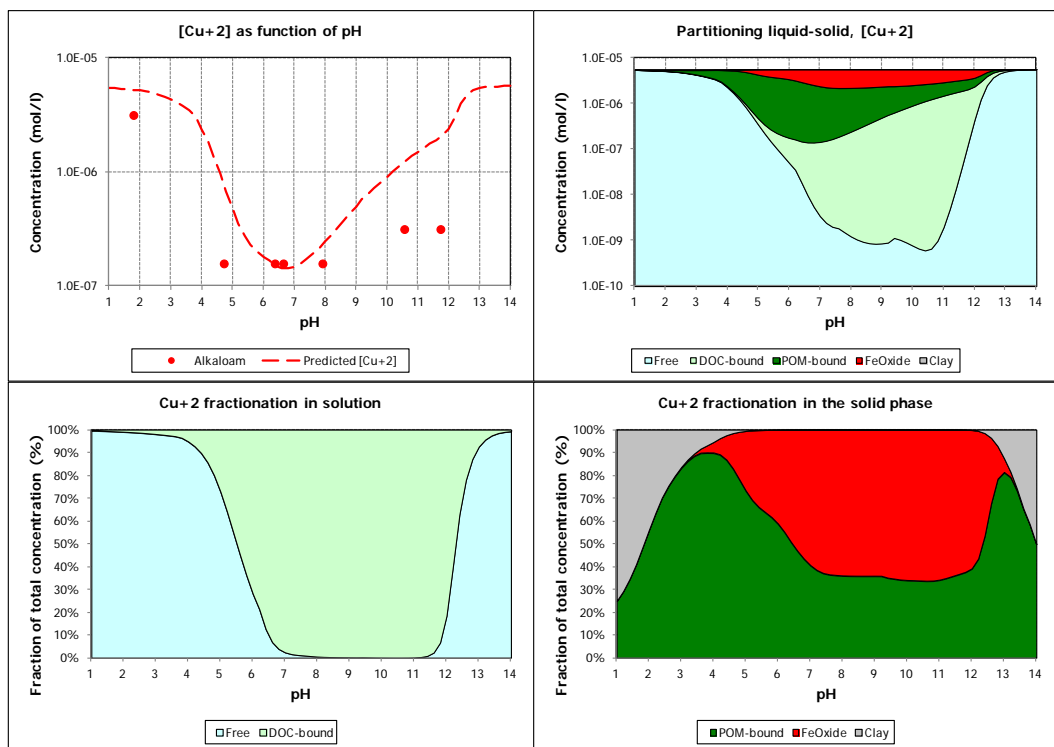 [Cu+2] as function of pH
Concentration (mol/l)
1.0E-05
1.0E-06
1.0E-07
1 2 3 4 5 6 7 8 9 10 11 12 13 14
pH
Alkaloam Predicted [Cu+2]
Partitioning liquid-solid, [Cu+2]
Concentration (mol/l)
1.0E-05
1.0E-06
1.0E-07
1.0E-08
1.0E-09
1.0E-10
1 2 3 4 5 6 7 8 9 10 11 12 13 14
pH
Free DOC-bound POM-bound FeOxide Clay
Cu+2 fractionation in solution
Fraction of total concentration (%)
100%
90%
80%
70%
60%
50%
40%
30%
20%
10%
0%
1 2 3 4 5 6 7 8 9 10 11 12 13 14
pH
Free DOC-bound
Cu+2 fractionation in the solid phase
Fraction of total concentration (%)
100%
90%
80%
70%
60%
50%
40%
30%
20%
10%
0%
1 2 3 4 5 6 7 8 9 10 11 12 13 14
pH
POM-bound FeOxide Clay